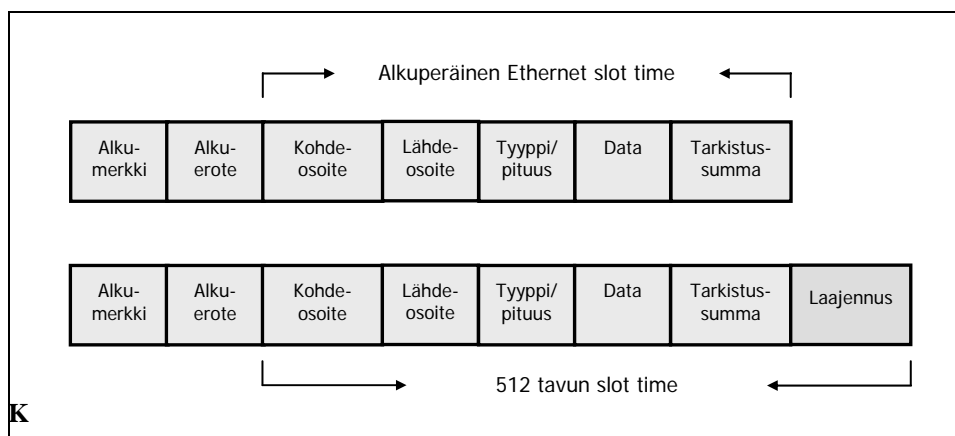 Alkuperäinen Ethernet slot time
Alku-
merkki
Alku-
erote
Kohde-
osoite
Lähde-
osoite
Tyyppi/
pituus
Data
Tarkistus-
summa
Alku-
merkki
Alku-
erote
Kohde-
osoite
Lähde-
osoite
Tyyppi/
pituus
Data
Tarkistus-
summa
Laajennus
512 tavun slot time
K